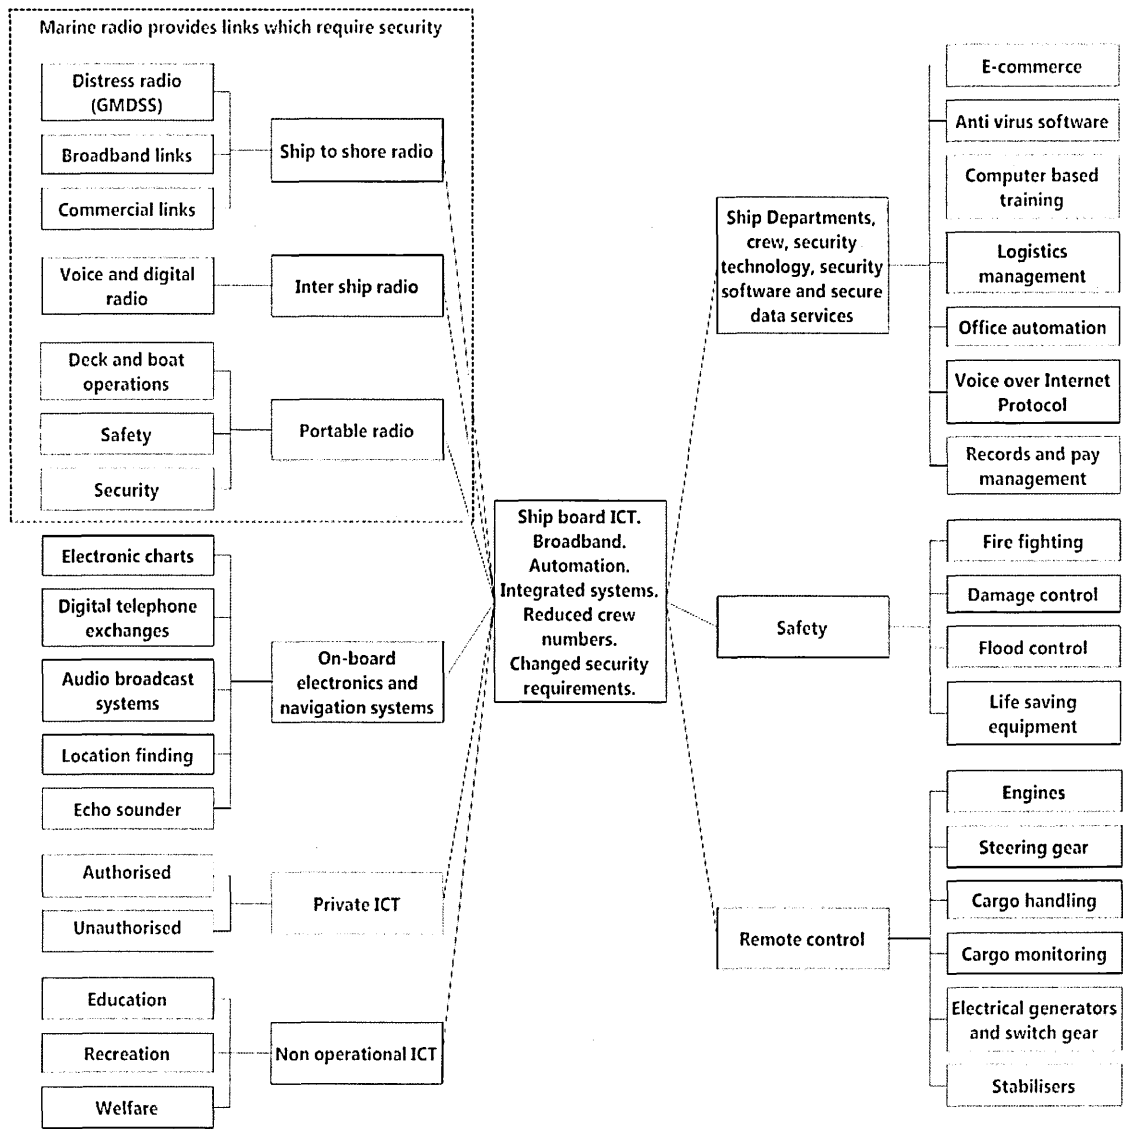 Marine radio provides links which require security
Distress radio
(GMDSS)
Broadband links
Commercial links
Ship to shore radio
Voice and digital
radio
Inter ship radio
Deck and boat
operations
Safety
Security
Portable radio
Electronic charts
Digital telephone
exchanges
Audio broadcast
systems
Location finding
Echo sounder
On-board
electronics and
navigation systems
Authorised
Unauthorised
Private ICT
Education
Recreation
Welfare
Non operational ICT
Ship board ICT.
Broadband.
Automation.
Integrated systems.
Reduced crew
numbers.
Changed security
requirements.
Ship Departments,
crew, security
technology, security
software and secure
data services
E-commerce
Anti virus software
Computer based
training
Logistics
management
Office automation
Voice over Internet
Protocol
Records and pay
management
Safety
Fire fighting
Damage control
Flood control
Life saving
equipment
Remote control
Engines
Steering gear
Cargo handling
Cargo monitoring
Electrical generators
and switch gear
Stabilisers